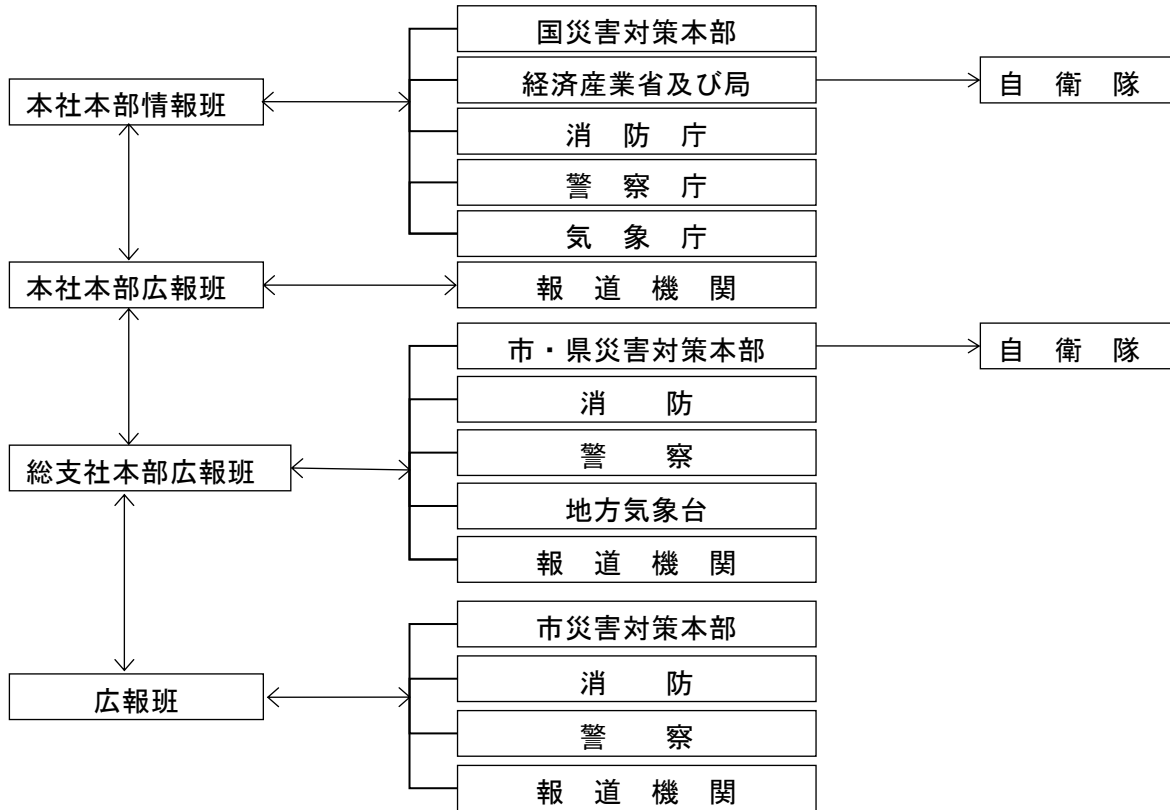 国災害対策本部
経済産業省及び局
自　衛　隊
本社本部情報班
消　防　庁
警　察　庁
気　象　庁
本社本部広報班
報　道　機　関
市・県災害対策本部
自　衛　隊
消　　防
警　　察
総支社本部広報班
地方気象台
報　道　機　関
市災害対策本部
消　　防
広報班
警　　察
報　道　機　関